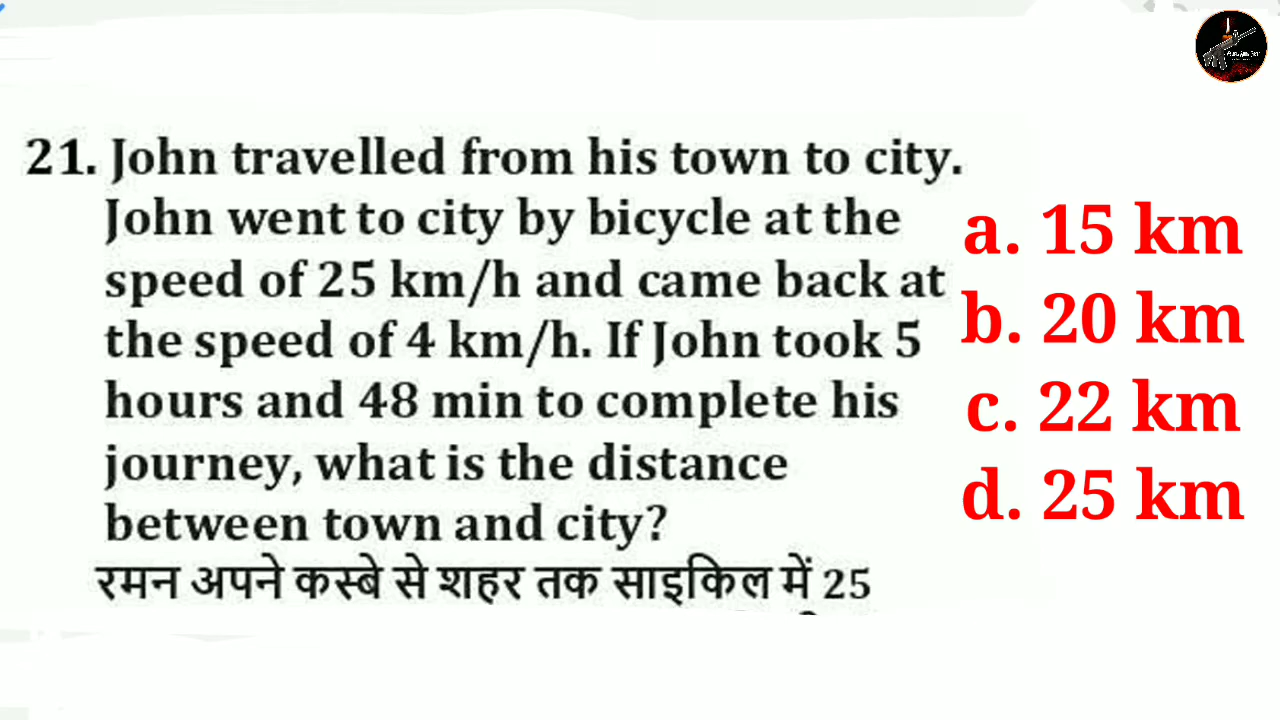 21. John travelled from his town to city.
John went to city by bicycle at the
speed of 25 km/h and came back at
the speed of 4 km/h. If John took 5
hours and 48 min to complete his
journey, what is the distance
between town and city?
रमन अपने कस्बे से शहर तक साइकिल में 25
a. 15 km
b. 20 km
c. 22 km
d. 25 km